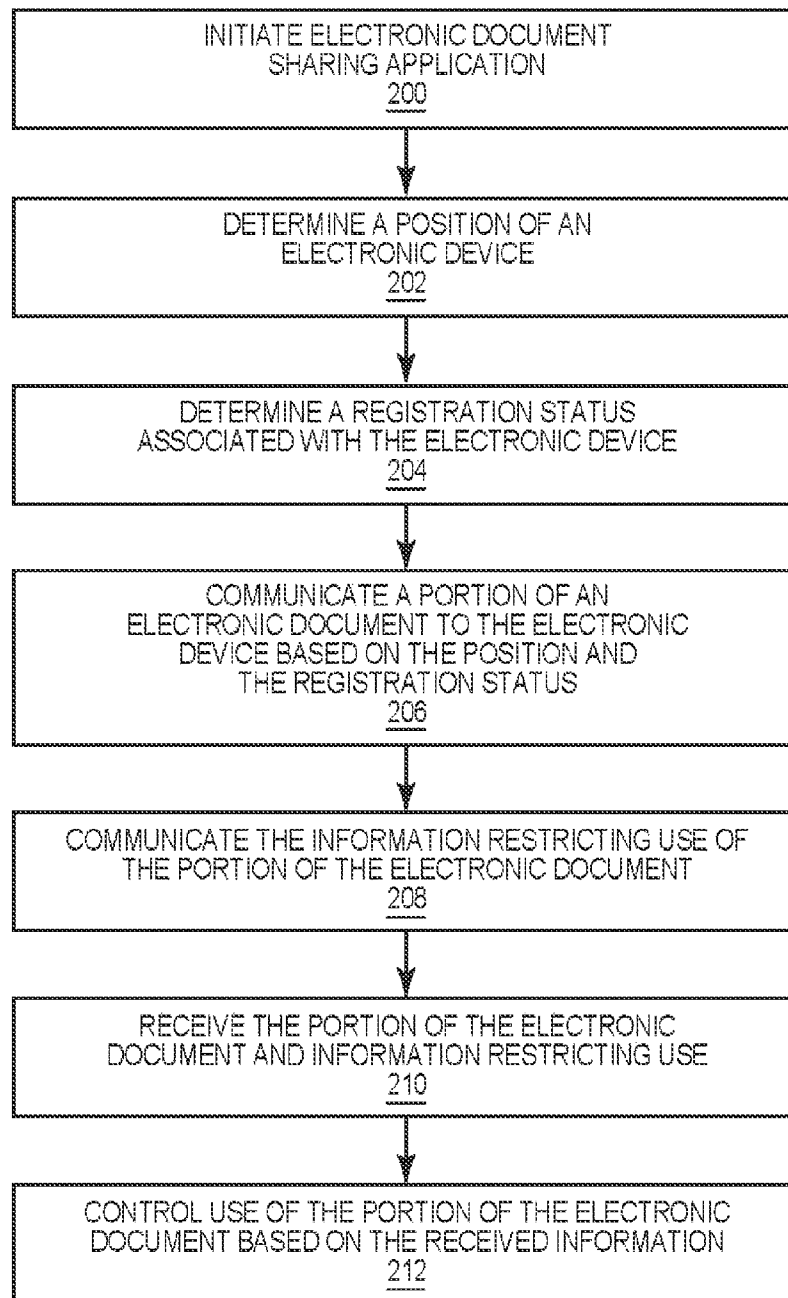 INITIATE ELECTRONIC DOCUMENT
SHARING APPLICATION
200
DETERMINE A POSITION OF AN
ELECTRONIC DEVICE
202
DETERMINE A REGISTRATION STATUS
ASSOCIATED WITH THE ELECTRONIC DEVICE
204
COMMUNICATE A PORTION OF AN
ELECTRONIC DOCUMENT TO THE ELECTRONIC
DEVICE BASED ON THE POSITION AND
THE REGISTRATION STATUS
206
COMMUNICATE THE INFORMATION RESTRICTING USE OF
THE PORTION OF THE ELECTRONIC DOCUMENT
208
RECEIVE THE PORTION OF THE ELECTRONIC
DOCUMENT AND INFORMATION RESTRICTING USE
210
CONTROL USE OF THE PORTION OF THE ELECTRONIC
DOCUMENT BASED ON THE RECEIVED INFORMATION
212